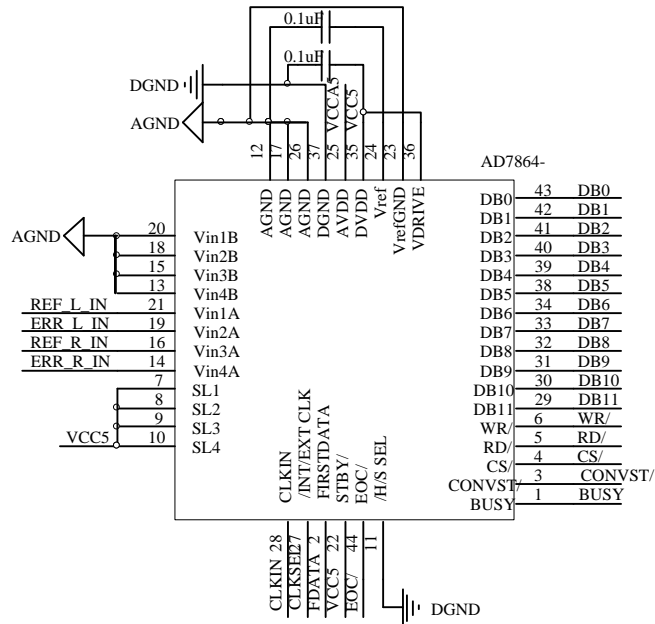 0.1uF
0.1uF
DGND
AGND
VCCA5
VCC5
12
17
26
37
25
35
24
23
36
AD7864-
AGND
AGND
AGND
DGND
AVDD
DVDD
Vref
VrefGND
VDRIVE
AGND
20 Vin1B
18 Vin2B
15 Vin3B
13 Vin4B
REF_L_IN 21 Vin1A
ERR_L_IN 19 Vin2A
REF_R_IN 16 Vin3A
ERR_R_IN 14 Vin4A
7 SL1
8 SL2
9 SL3
VCC5 10 SL4
DB0 43 DB0
DB1 42 DB1
DB2 41 DB2
DB3 40 DB3
DB4 39 DB4
DB5 38 DB5
DB6 34 DB6
DB7 33 DB7
DB8 32 DB8
DB9 31 DB9
DB10 30 DB10
DB11 29 DB11
WR/ 6 WR/
RD/ 5 RD/
CS/ 4 CS/
CONVST/ 3 CONVST/
BUSY 1 BUSY
CLKIN
/INT/EXT CLK
FIRSTDATA
STBY/
EOC/
/H/S SEL
CLKIN 28
CLKSEL 27
FDATA 2
VCC5 22
EOC/ 44
11
DGND